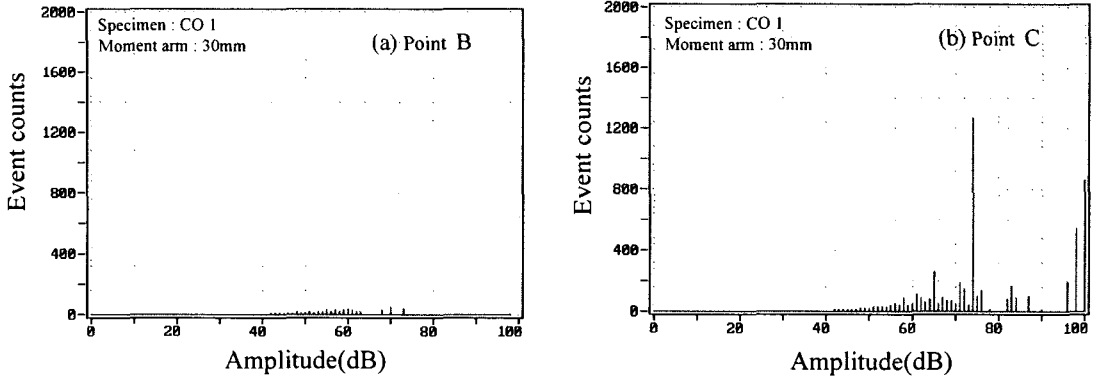 2000
1600
1200
800
400
0
Event counts
Specimen : CO 1
Moment arm : 30mm
(a) Point B
0 20 40 60 80 100
Amplitude(dB)
2000
1600
1200
800
400
0
Event counts
Specimen : CO 1
Moment arm : 30mm
(b) Point C
0 20 40 60 80 100
Amplitude(dB)